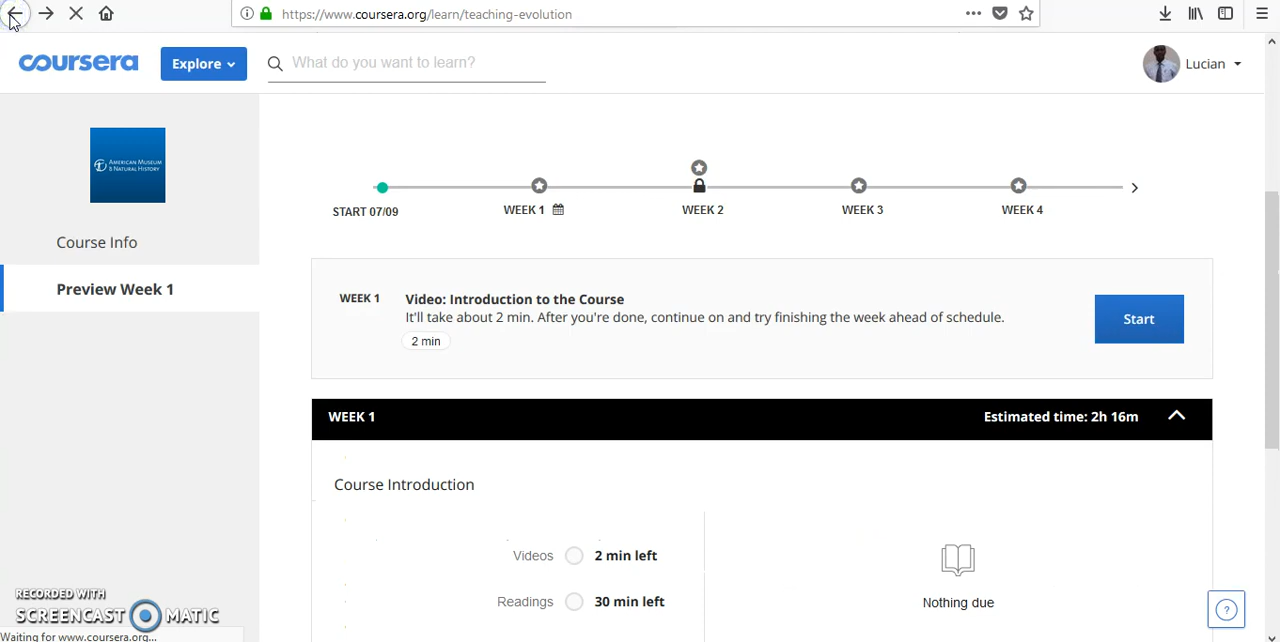 https://www.coursera.org/learn/teaching-evolution
coursera
Explore
What do you want to learn?
Lucian
AMERICAN MUSEUM
& NATURAL HISTORY
Course Info
Preview Week 1
START 07/09
WEEK 1
WEEK 2
WEEK 3
WEEK 4
WEEK 1
Video: Introduction to the Course
It'll take about 2 min. After you're done, continue on and try finishing the week ahead of schedule.
2 min
Start
WEEK 1
Estimated time: 2h 16m
Course Introduction
Videos
2 min left
Readings
30 min left
Nothing due
?
RECORDED WITH
SCREENCAST MATIC
Waiting for www.coursera.org...